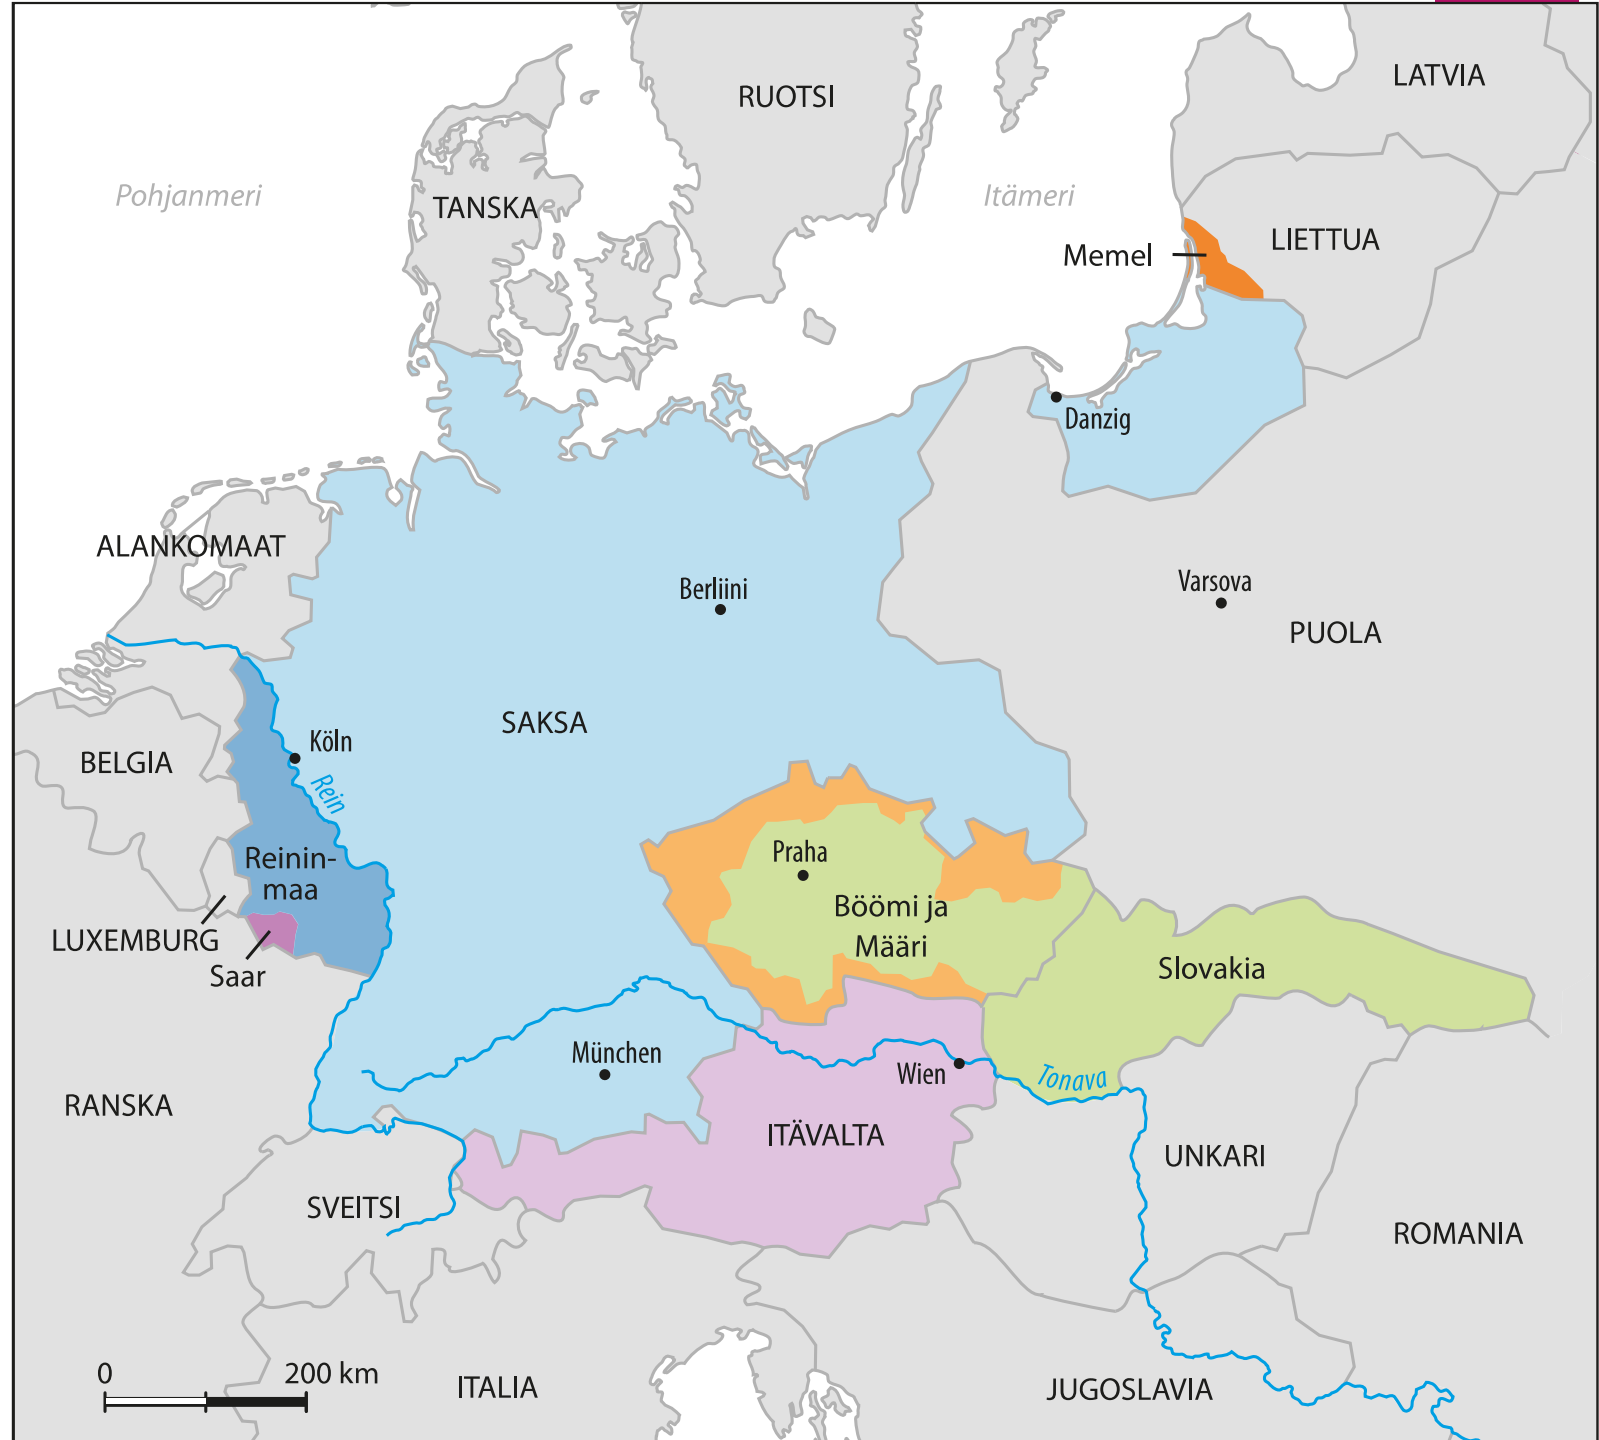 LATVIA
RUOTSI
Pohjanmeri
TANSKA
Itämeri
LIETTUA
Memel
Danzig
ALANKOMAAT
Berliini
Varsova
PUOLA
SAKSA
Köln
BELGIA
Rein
Reinin-
maa
Praha
Böömi ja
Määri
LUXEMBURG
Saar
Slovakia
München
Wien
Tonava
RANSKA
ITÄVALTA
UNKARI
SVEITSI
ROMANIA
0 200 km
ITALIA
JUGOSLAVIA